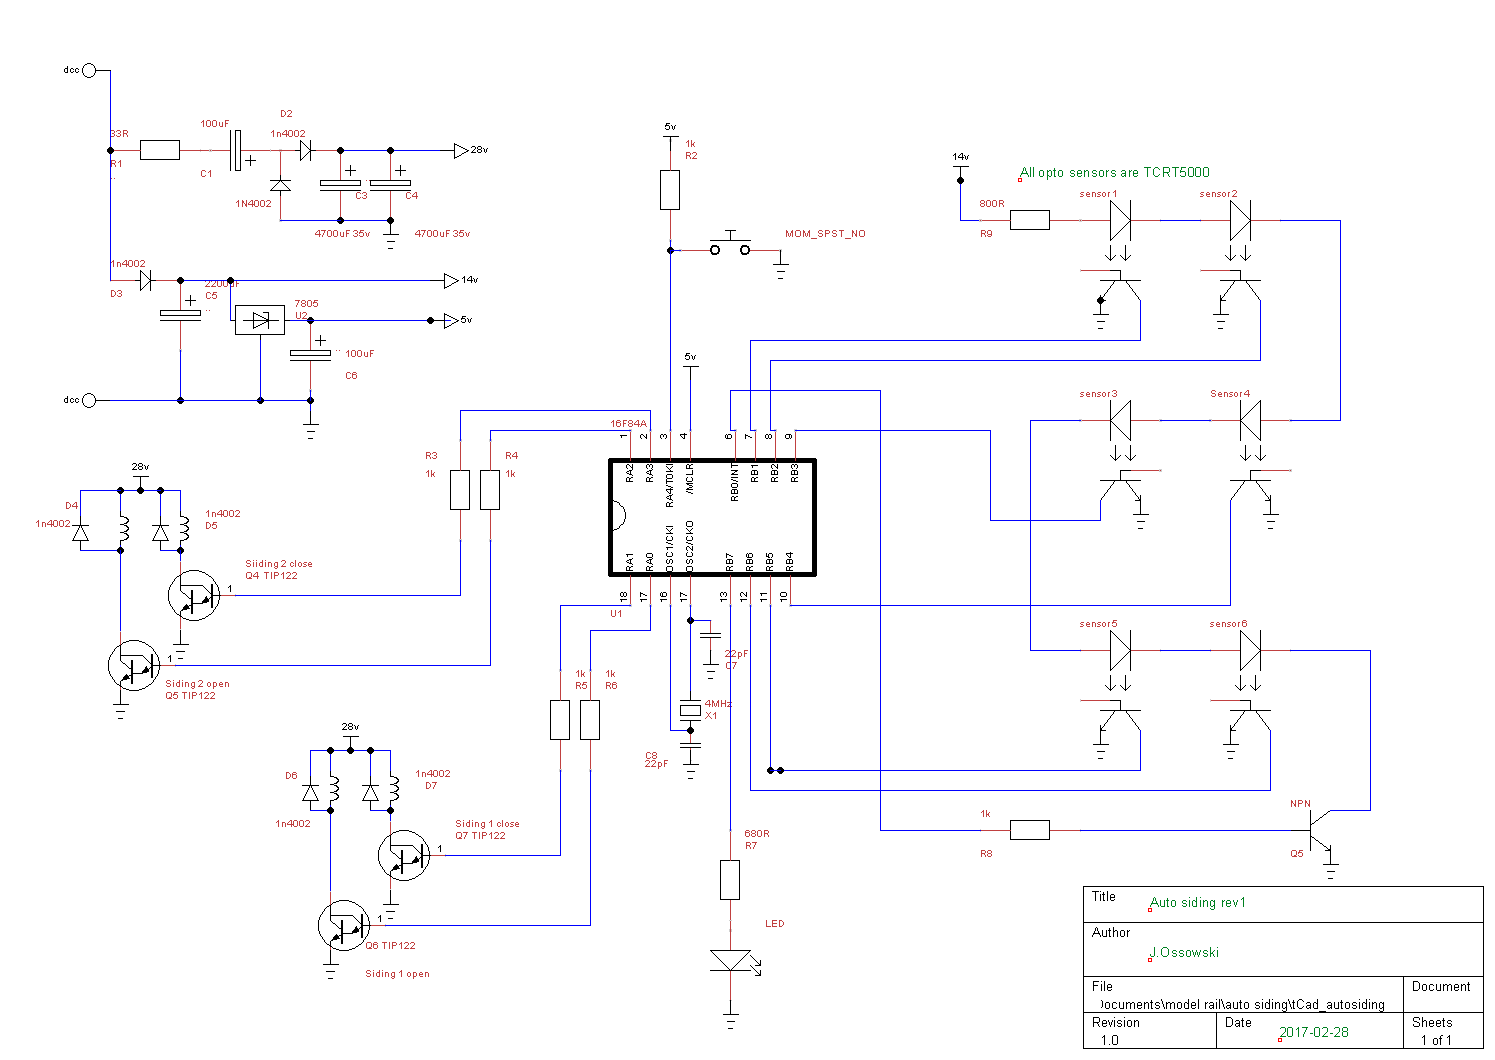 dcc
33R
R1
100uF
C1
D2
1n4002
1N4002
28v
C3
C4
4700uF 35v
4700uF 35v
1n4002
D3
2200uF
C5
14v
7805
U2
5v
100uF
C6
dcc
5v
1k
R2
MOM_SPST_NO
14v
All opto sensors are TCRT5000
800R
R9
sensor1
sensor2
5v
sensor3
Sensor4
16F84A
1
2
3
4
6
7
8
9
RA2
RA3
RA4/T0KI
/MCLR
RB0/INT
RB1
RB2
RB3
RA1
RA0
OSC1/CKI
OSC2/CKO
RB7
RB6
RB5
RB4
18
17
16
17
13
12
11
10
U1
R3
1k
R4
1k
28v
D4
1n4002
1n4002
D5
Siiding 2 close
Q4 TIP122
1
1
Siding 2 open
Q5 TIP122
1k
R5
1k
R6
22pF
C7
4MHz
X1
C8
22pF
sensor5
sensor6
28v
D6
1n4002
1n4002
D7
Siding 1 close
Q7 TIP122
1
1
Q6 TIP122
Siding 1 open
680R
R7
LED
1k
R8
NPN
Q5
Title
Auto siding rev1
Author
J.Ossowski
File
Document
ocuments\model rail\auto siding\tCad_autosiding
Revision
1.0
Date
2017-02-28
Sheets
1 of 1